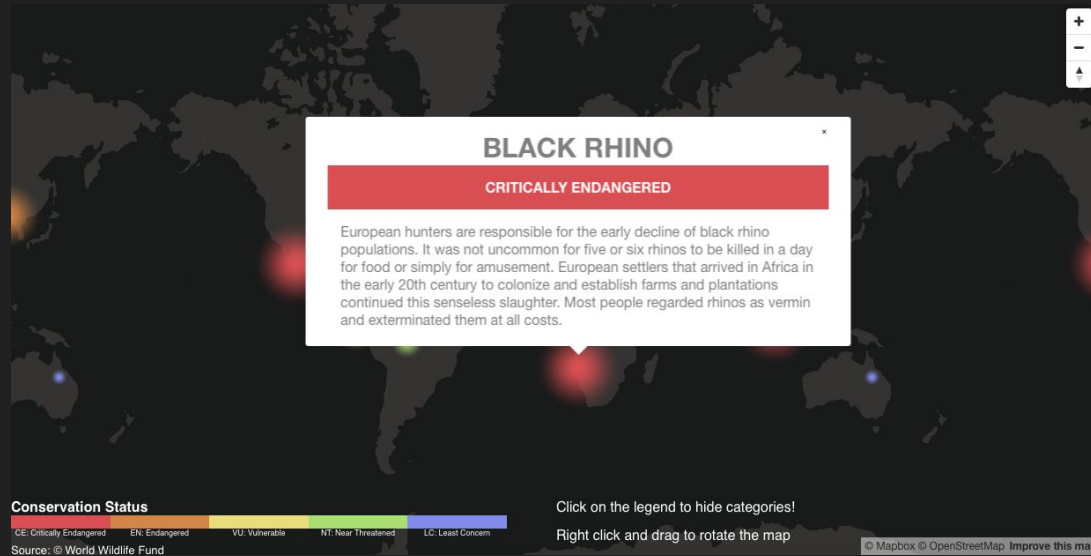 +
−
×
BLACK RHINO
CRITICALLY ENDANGERED
European hunters are responsible for the early decline of black rhino
populations. It was not uncommon for five or six rhinos to be killed in a day
for food or simply for amusement. European settlers that arrived in Africa in
the early 20th century to colonize and establish farms and plantations
continued this senseless slaughter. Most people regarded rhinos as vermin
and exterminated them at all costs.
Conservation Status
CE: Critically Endangered EN: Endangered VU: Vulnerable NT: Near Threatened LC: Least Concern
Source: © World Wildlife Fund
Click on the legend to hide categories!
Right click and drag to rotate the map
© Mapbox © OpenStreetMap Improve this ma